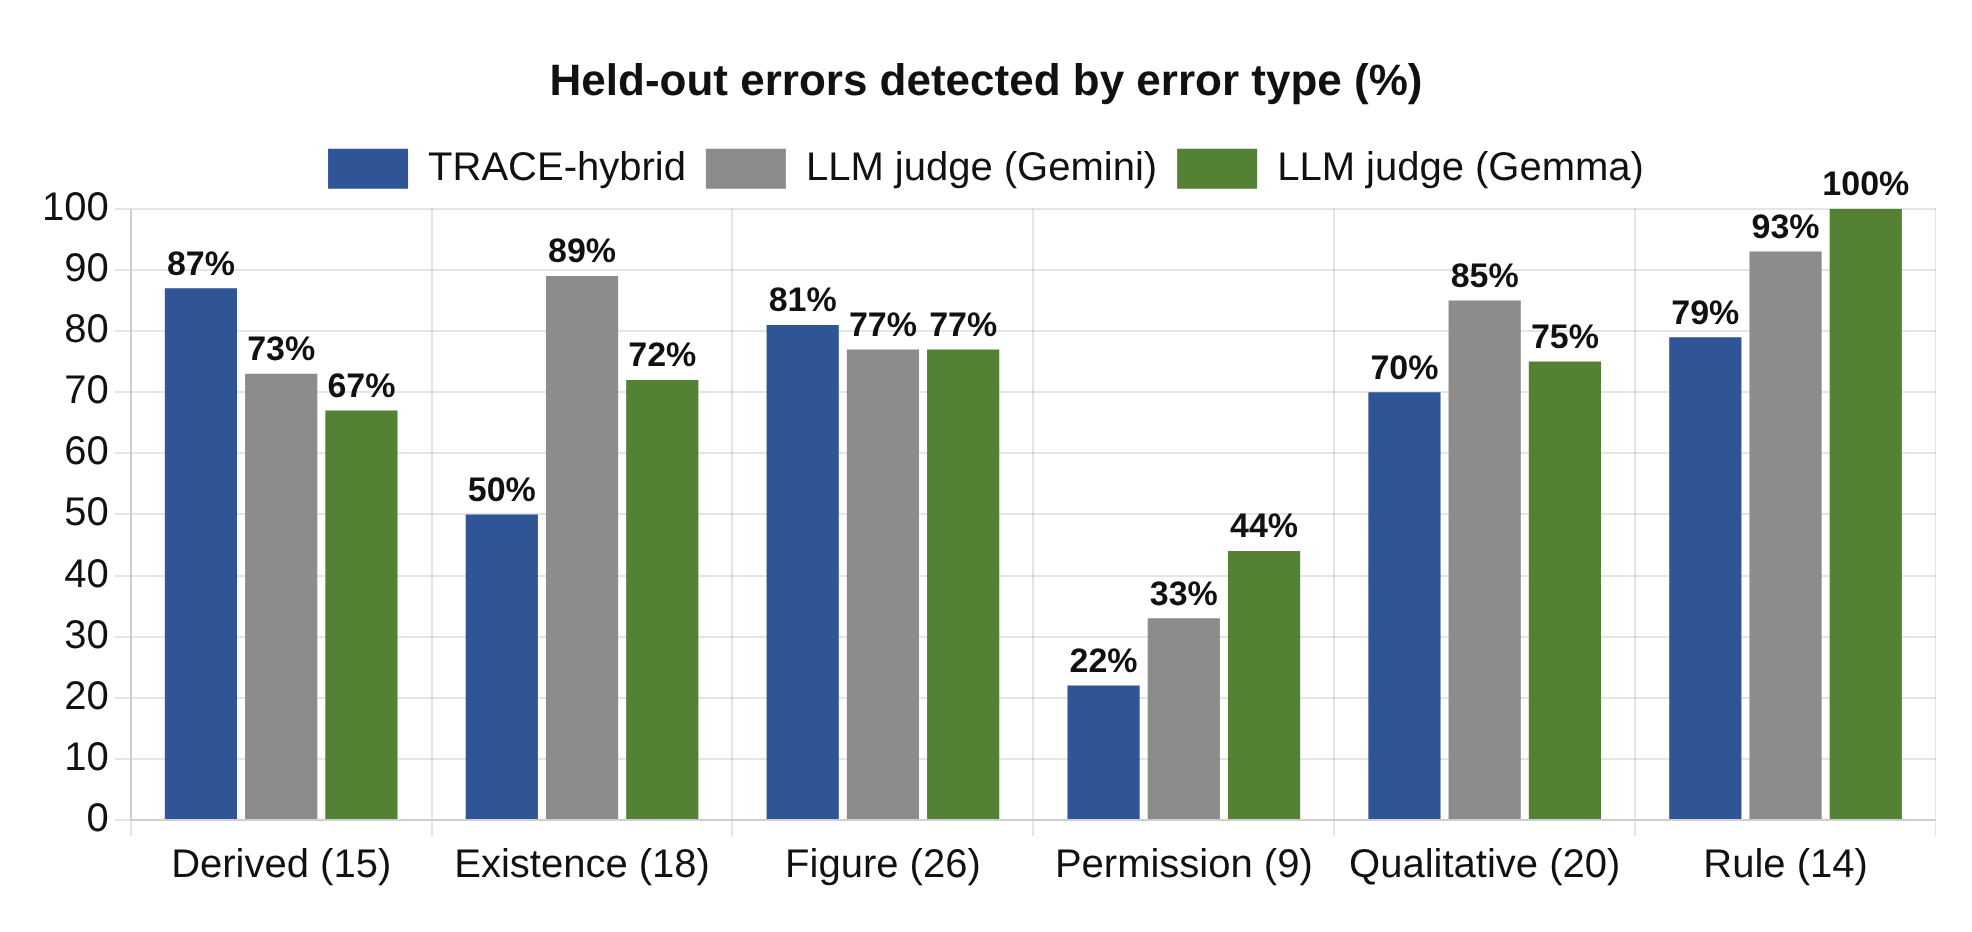 Held-out errors detected by error type (%)
TRACE-hybrid LLM judge (Gemini) LLM judge (Gemma)
100
90
80
70
60
50
40
30
20
10
0
87% 73% 67%
50% 89% 72%
81% 77% 77%
22% 33% 44%
70% 85% 75%
79% 93% 100%
Derived (15) Existence (18) Figure (26) Permission (9) Qualitative (20) Rule (14)